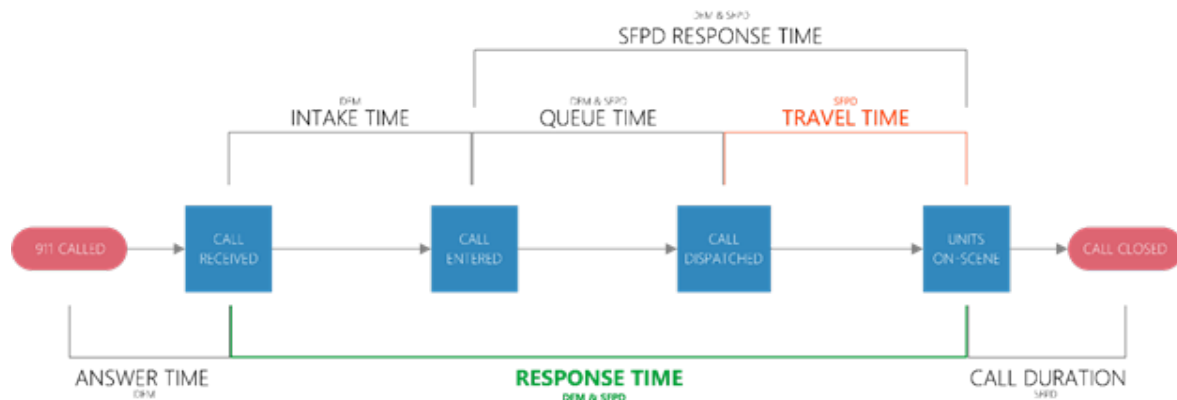 DEM & SFPD
SFPD RESPONSE TIME
DEM
INTAKE TIME
DEM & SFPD
QUEUE TIME
SFPD
TRAVEL TIME
911 CALLED
CALL
RECEIVED
CALL
ENTERED
CALL
DISPATCHED
UNITS
ON-SCENE
CALL CLOSED
ANSWER TIME
DEM
RESPONSE TIME
DEM & SFPD
CALL DURATION
SFPD